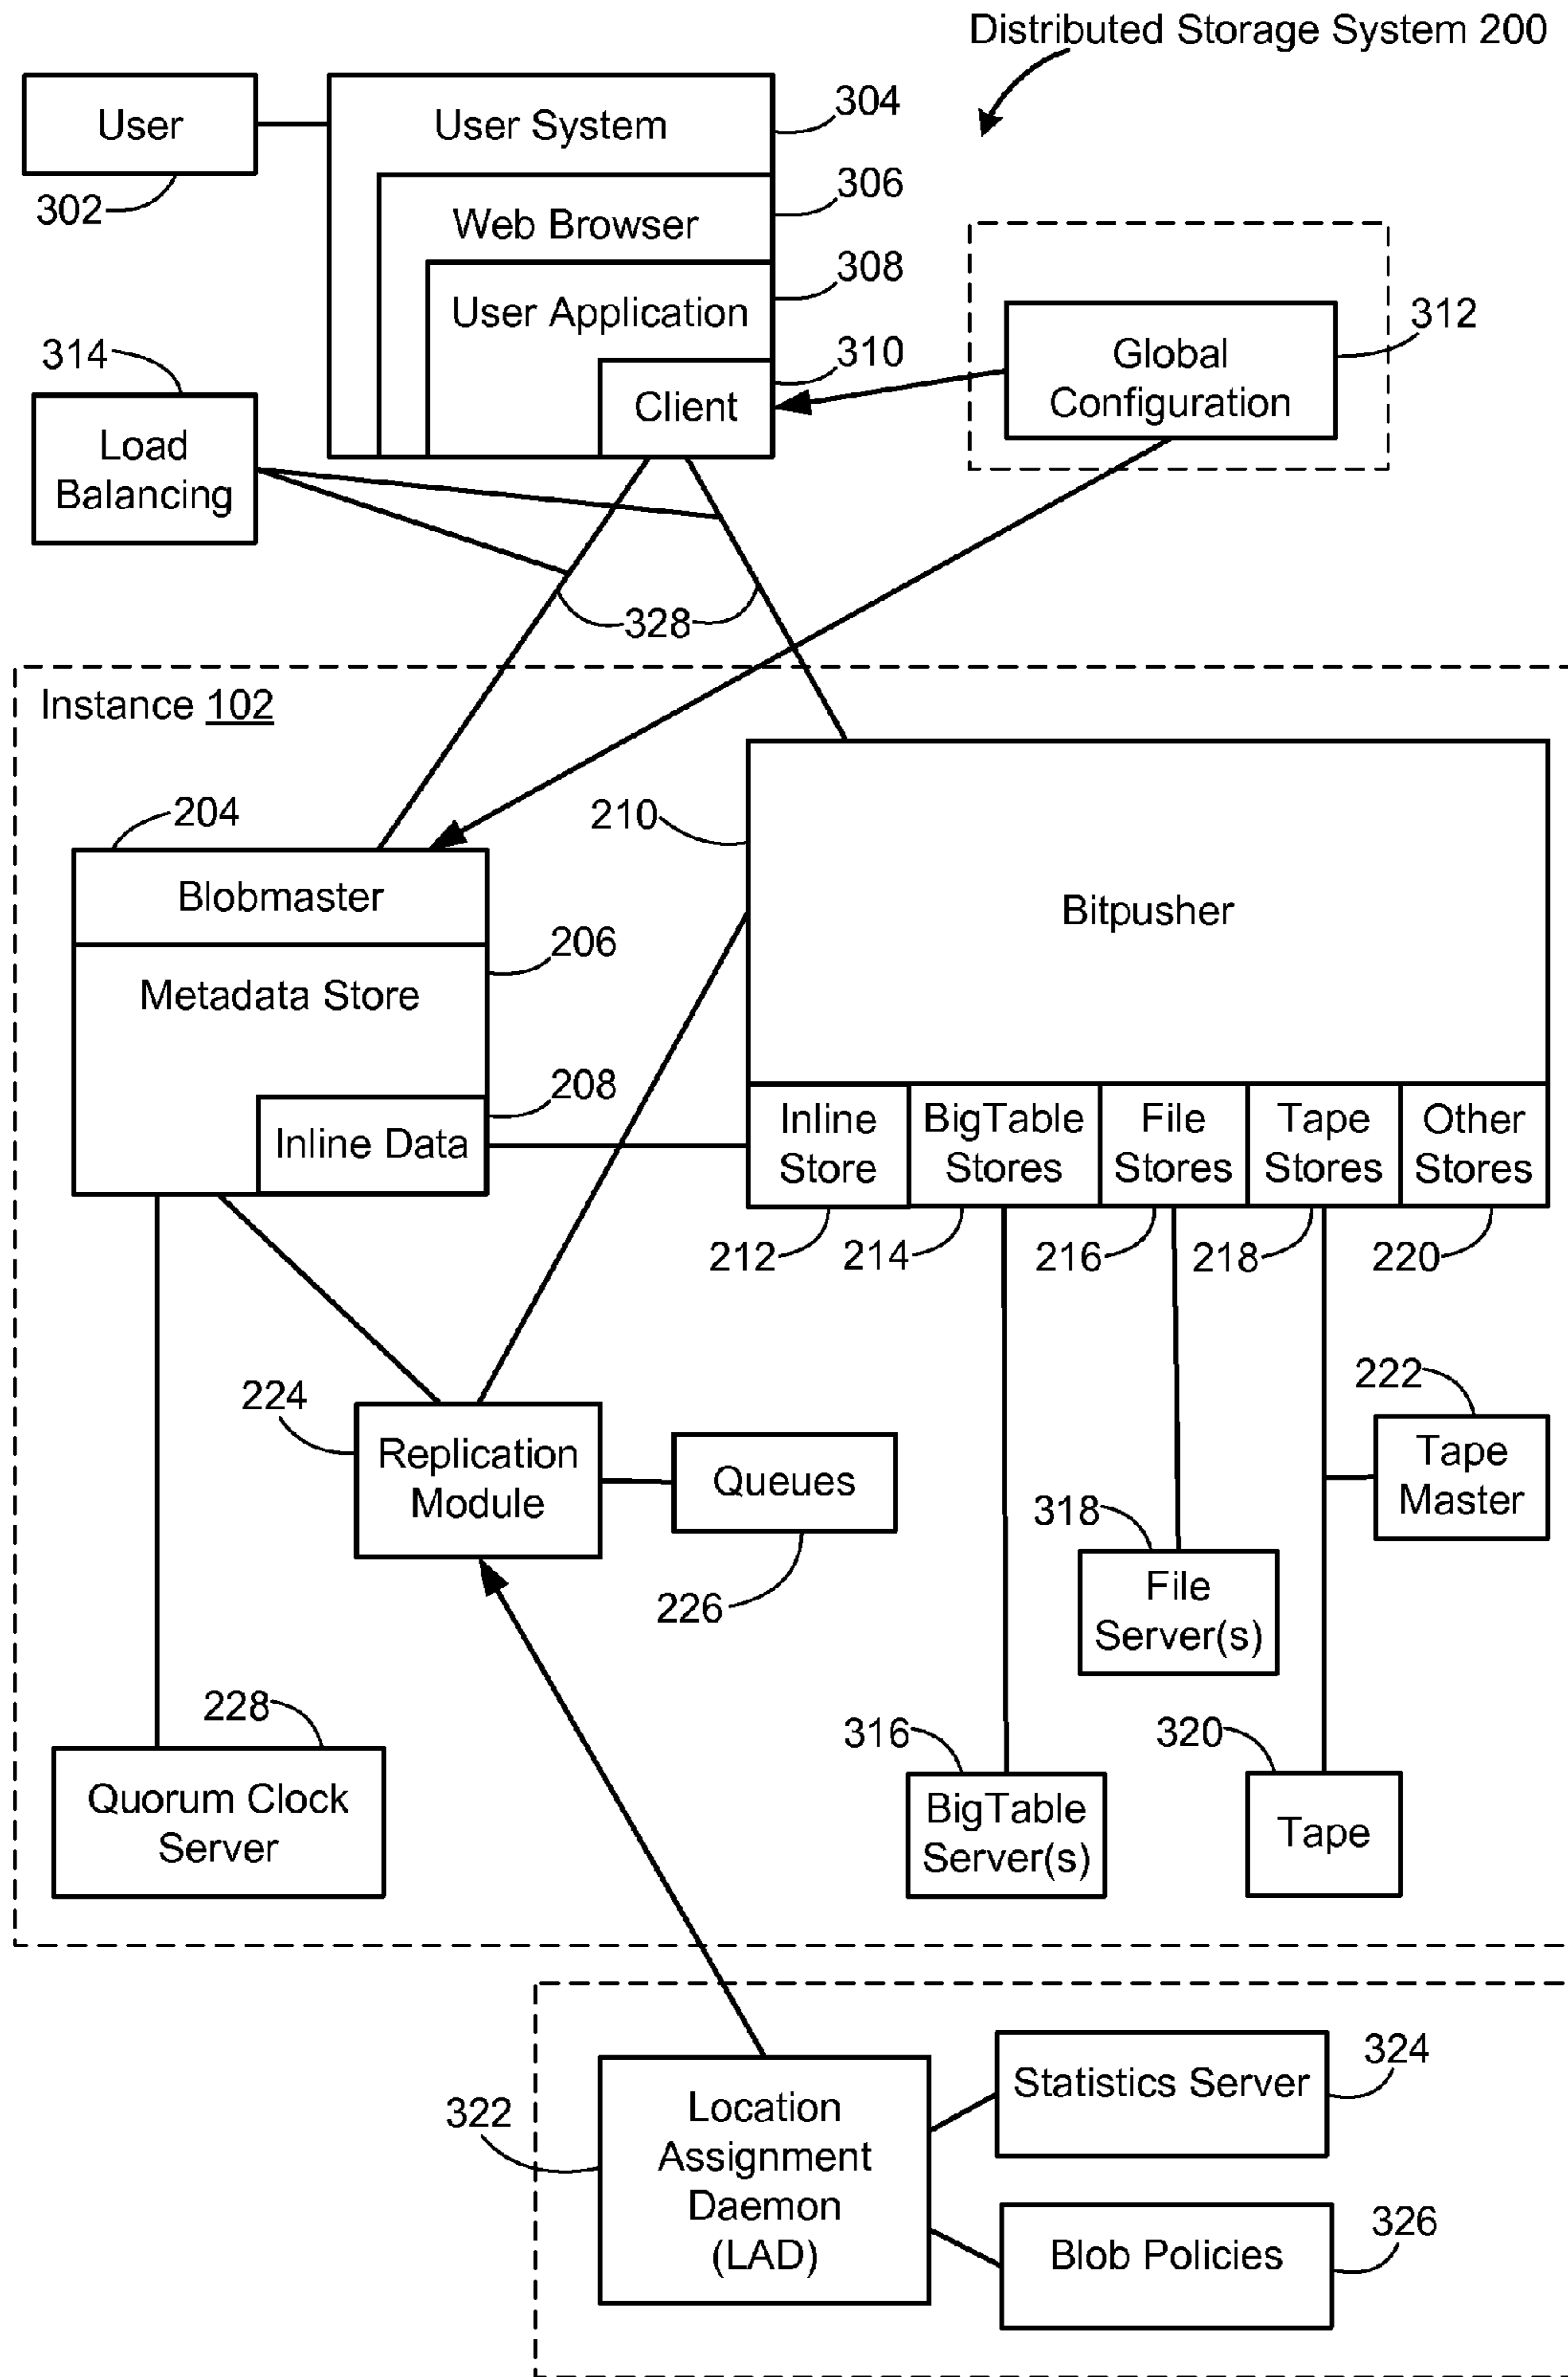 Distributed Storage System 200
User
User System
304
302
306
Web Browser
308
User Application
312
314
310
Global
Configuration
Client
Load
Balancing
328
Instance 102
204
210
Blobmaster
Bitpusher
206
Metadata Store
208
Inline Data
Inline
Store
BigTable
Stores
File
Stores
Tape
Stores
Other
Stores
212
214
216
218
220
224
222
Replication
Module
Queues
Tape
Master
318
226
File
Server(s)
228
316
320
Quorum Clock
Server
BigTable
Server(s)
Tape
324
Statistics Server
322
Location
Assignment
Daemon
(LAD)
326
Blob Policies